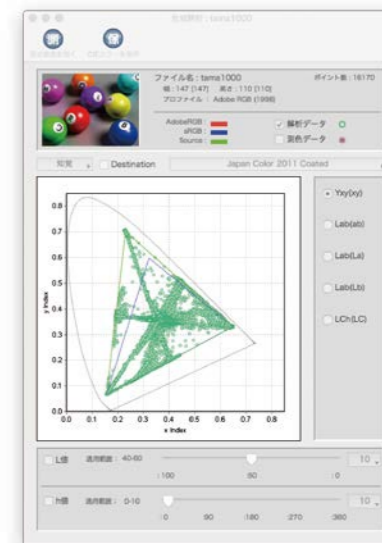 色域解析 : tama1000
ファイル名 : tama1000
ポイント数 : 16170
幅 : 147 [147] 高さ : 110 [110]
プロファイル : Adobe RGB (1998)
AdobeRGB :
sRGB :
Source :
解析データ
測色データ
知覚
Destination
Japan Color 2011 Coated
Yxy(xy)
Lab(ab)
Lab(La)
Lab(Lb)
LCh(LC)
y Index
0.8
0.7
0.6
0.5
0.4
0.3
0.2
0.1
0.0
0.0 0.1 0.2 0.3 0.4 0.5 0.6 0.7 0.8
x Index
L値 適用範囲 : 40-60
10
:100 :50 :0
h値 適用範囲 : 0-10
10
:0 90 :180 :270 :360